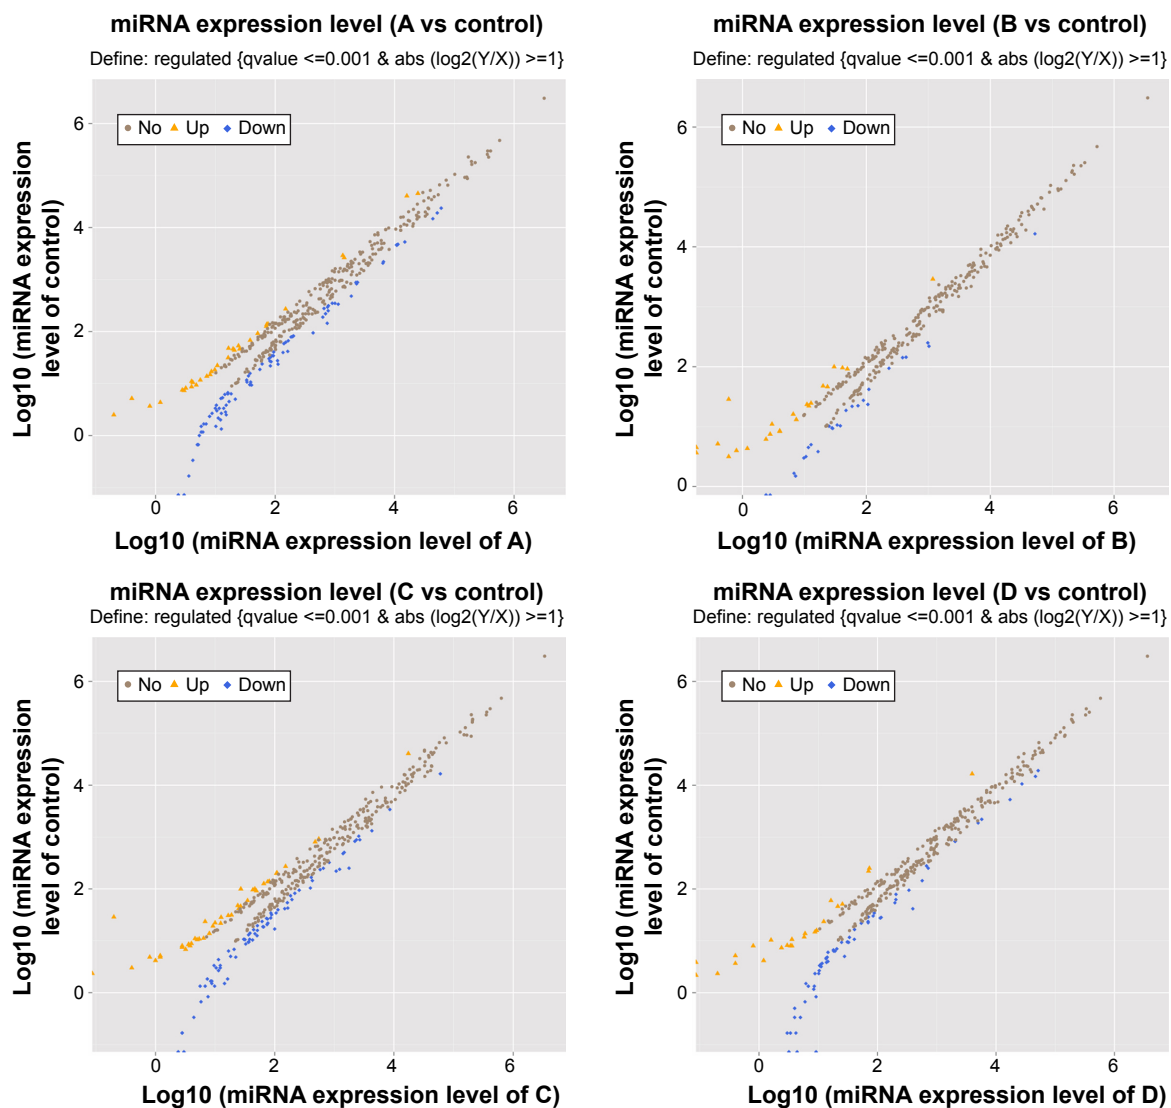 miRNA expression level (A vs control)
Define: regulated {qvalue <=0.001 & abs (log2(Y/X)) >=1}
No Up Down
6
4
2
0
0 2 4 6
Log10 (miRNA expression
level of control)
Log10 (miRNA expression level of A)
miRNA expression level (B vs control)
Define: regulated {qvalue <=0.001 & abs (log2(Y/X)) >=1}
No Up Down
6
4
2
0
0 2 4 6
Log10 (miRNA expression
level of control)
Log10 (miRNA expression level of B)
miRNA expression level (C vs control)
Define: regulated {qvalue <=0.001 & abs (log2(Y/X)) >=1}
No Up Down
6
4
2
0
0 2 4 6
Log10 (miRNA expression
level of control)
Log10 (miRNA expression level of C)
miRNA expression level (D vs control)
Define: regulated {qvalue <=0.001 & abs (log2(Y/X)) >=1}
No Up Down
6
4
2
0
0 2 4 6
Log10 (miRNA expression
level of control)
Log10 (miRNA expression level of D)